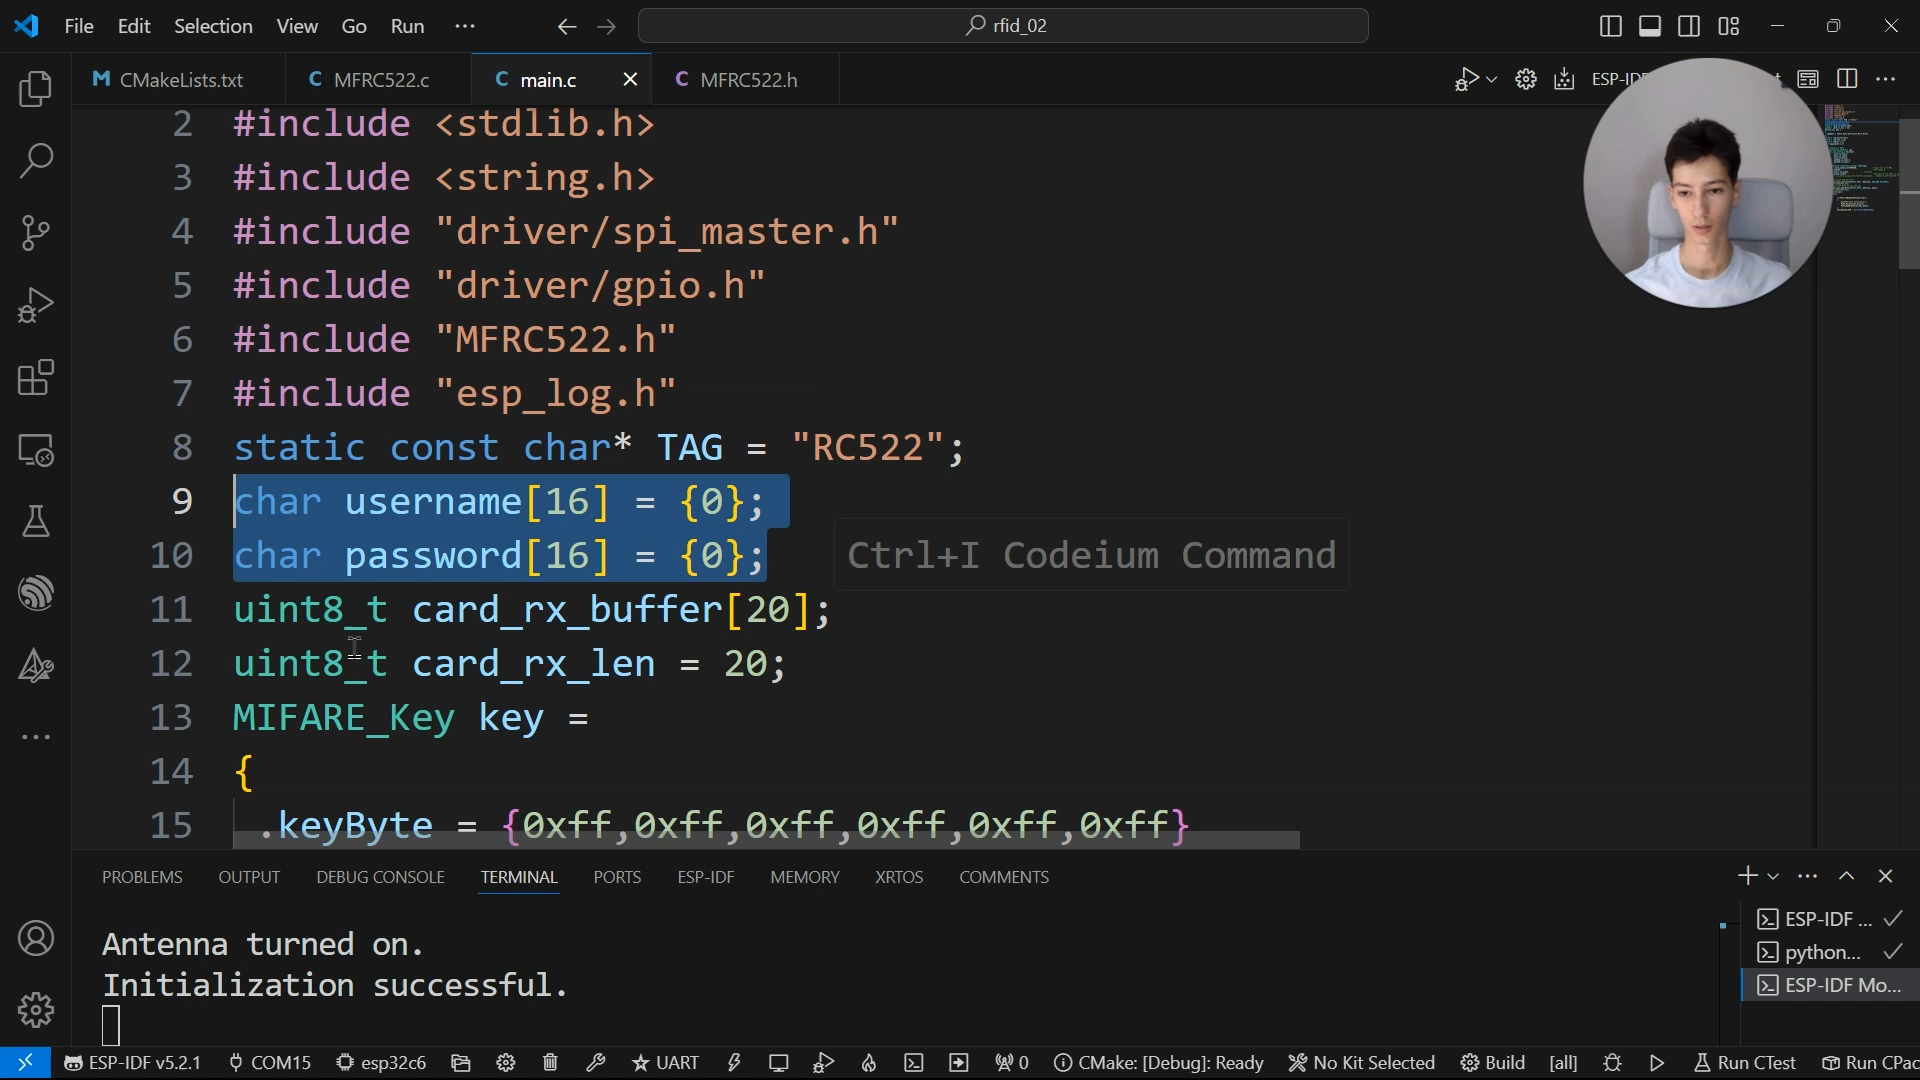 File Edit Selection View Go Run ··· rfid_02
CMakeLists.txt MFRC522.c main.c MFRC522.h
2 #include <stdlib.h>
3 #include <string.h>
4 #include "driver/spi_master.h"
5 #include "driver/gpio.h"
6 #include "MFRC522.h"
7 #include "esp_log.h"
8 static const char* TAG = "RC522";
9 char username[16] = {0};
10 char password[16] = {0};
Ctrl+I Codeium Command
11 uint8_t card_rx_buffer[20];
12 uint8_t card_rx_len = 20;
13 MIFARE_Key key =
14 {
15 .keyByte = {0xff,0xff,0xff,0xff,0xff,0xff}
PROBLEMS OUTPUT DEBUG CONSOLE TERMINAL PORTS ESP-IDF MEMORY XRTOS COMMENTS
Antenna turned on.
Initialization successful.
ESP-IDF ...
python...
ESP-IDF Mo...
ESP-IDF v5.2.1 COM15 esp32c6 UART 0 CMake: [Debug]: Ready No Kit Selected Build [all] Run CTest Run CPac